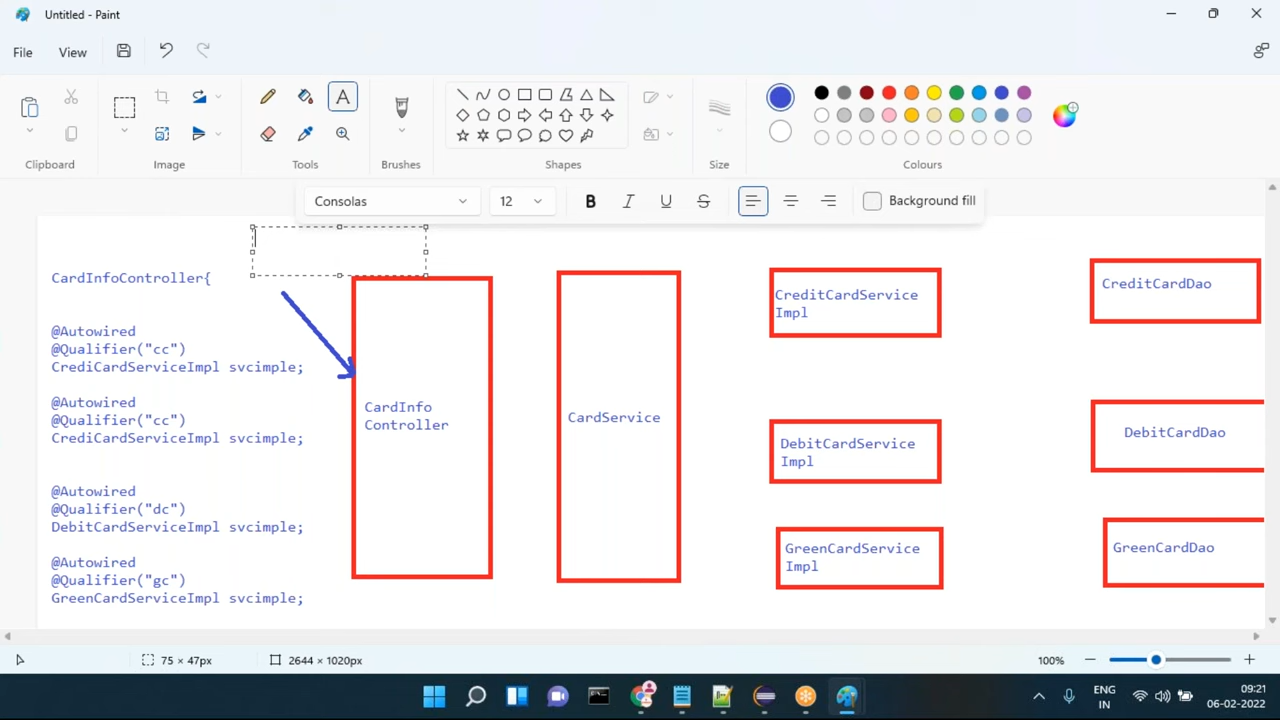 Untitled - Paint
File
View
Clipboard
Image
Tools
Brushes
Shapes
Size
Colours
Consolas
12
B
I
U
S
Background fill
CardInfoController{
@Autowired
@Qualifier("cc")
CrediCardServiceImpl svcimple;
@Autowired
@Qualifier("cc")
CrediCardServiceImpl svcimple;
@Autowired
@Qualifier("dc")
DebitCardServiceImpl svcimple;
@Autowired
@Qualifier("gc")
GreenCardServiceImpl svcimple;
CardInfo
Controller
CardService
CreditCardService
Impl
DebitCardService
Impl
GreenCardService
Impl
CreditCardDao
DebitCardDao
GreenCardDao
75 × 47px
2644 × 1020px
100%
ENG
IN
09:21
06-02-2022